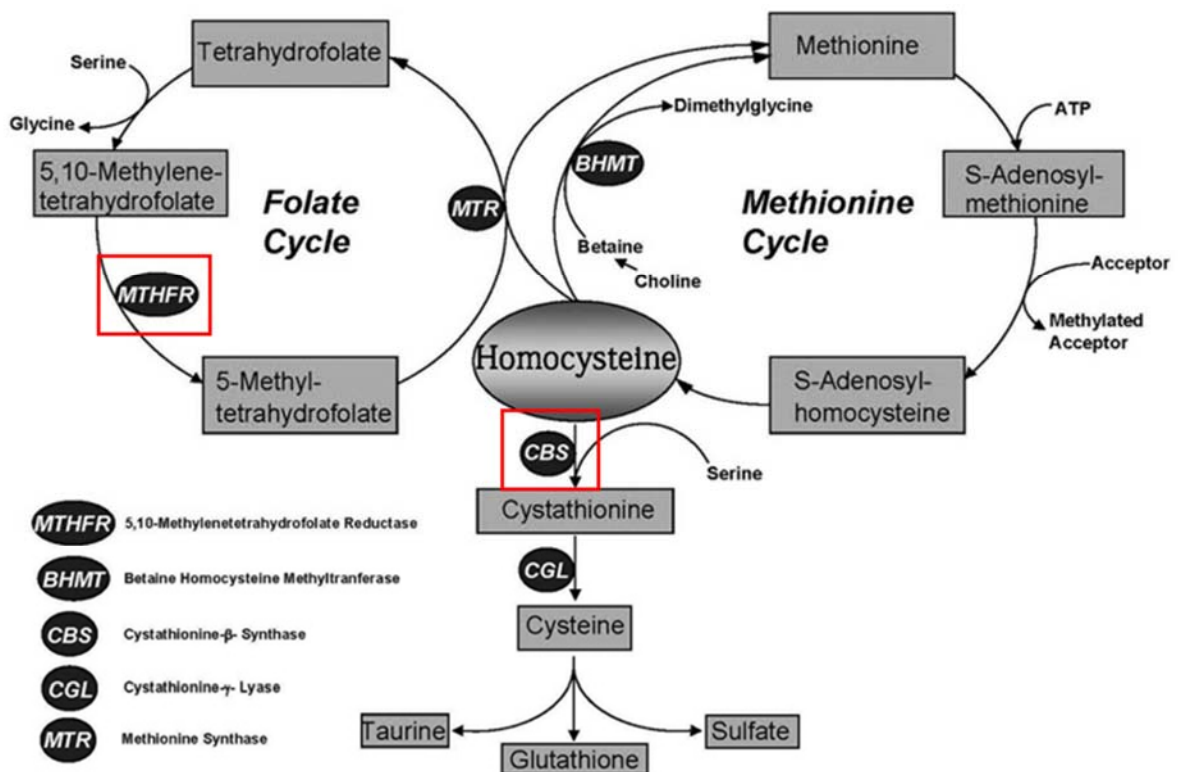 Tetrahydrofolate
Methionine
Serine
Glycine
Dimethylglycine
ATP
5,10-Methylene-
tetrahydrofolate
Folate
Cycle
MTR
BHMT
Methionine
Cycle
S-Adenosyl-
methionine
Betaine
Choline
MTHFR
Acceptor
Methylated
Acceptor
5-Methyl-
tetrahydrofolate
Homocysteine
S-Adenosyl-
homocysteine
CBS
Serine
Cystathionine
CGL
Cysteine
Taurine
Glutathione
Sulfate
MTHFR 5,10-Methylenetetrahydrofolate Reductase
BHMT Betaine Homocysteine Methyltranferase
CBS Cystathionine-β- Synthase
CGL Cystathionine-γ- Lyase
MTR Methionine Synthase